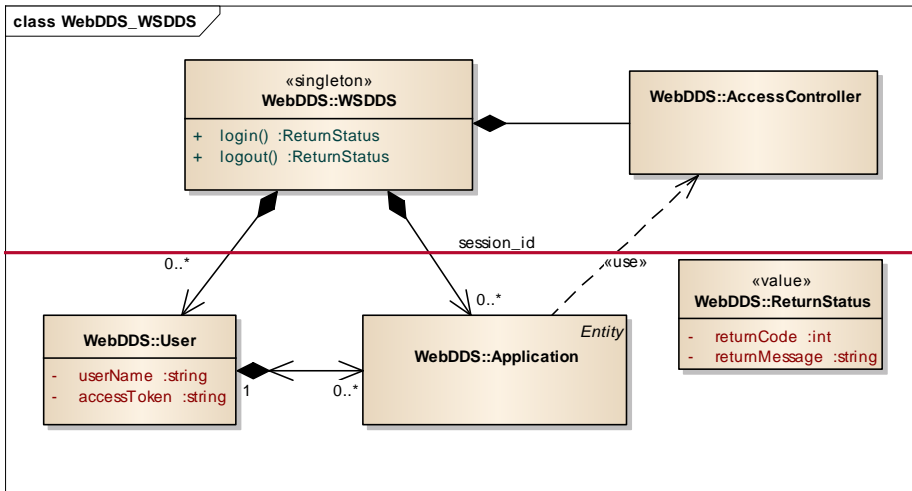 class WebDDS_WSDDS
«singleton»
WebDDS::WSDDS
+ login() :ReturnStatus
+ logout() :ReturnStatus
WebDDS::AccessController
session_id
0..*
«use»
0..*
«value»
WebDDS::ReturnStatus
- returnCode :int
- returnMessage :string
WebDDS::User
- userName :string
- accessToken :string
1
0..*
Entity
WebDDS::Application